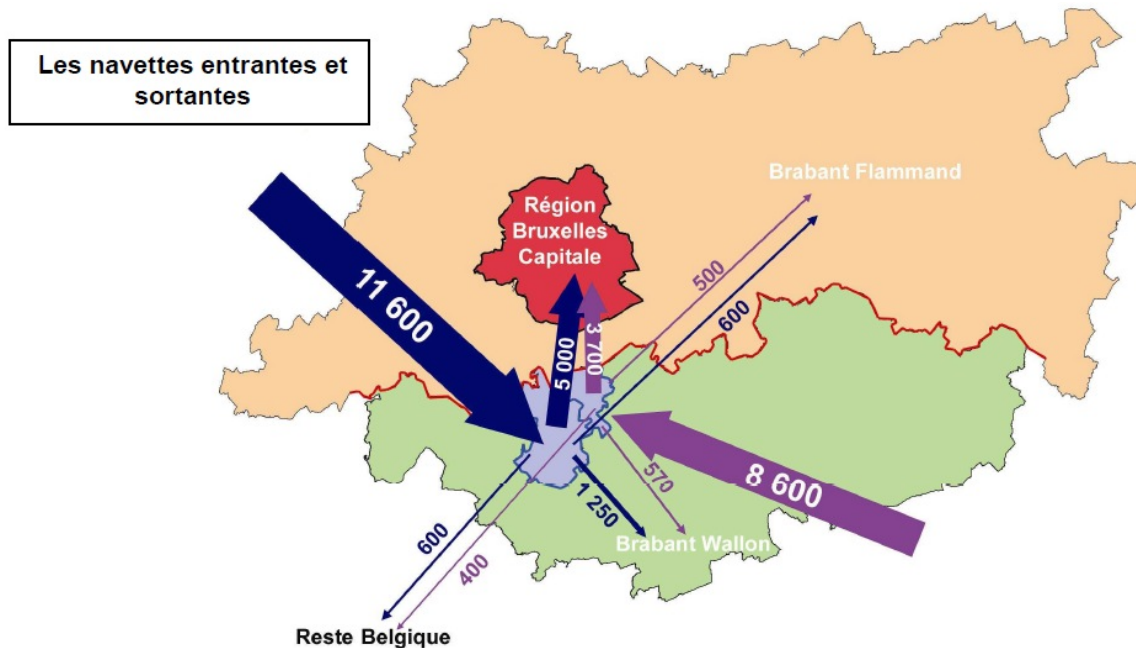 Les navettes entrantes et
sortantes
Brabant Flammand
Région
Bruxelles
Capitale
500
11 600
600
5 000
3 700
570
8 600
1 250
600
Brabant Wallon
400
Reste Belgique